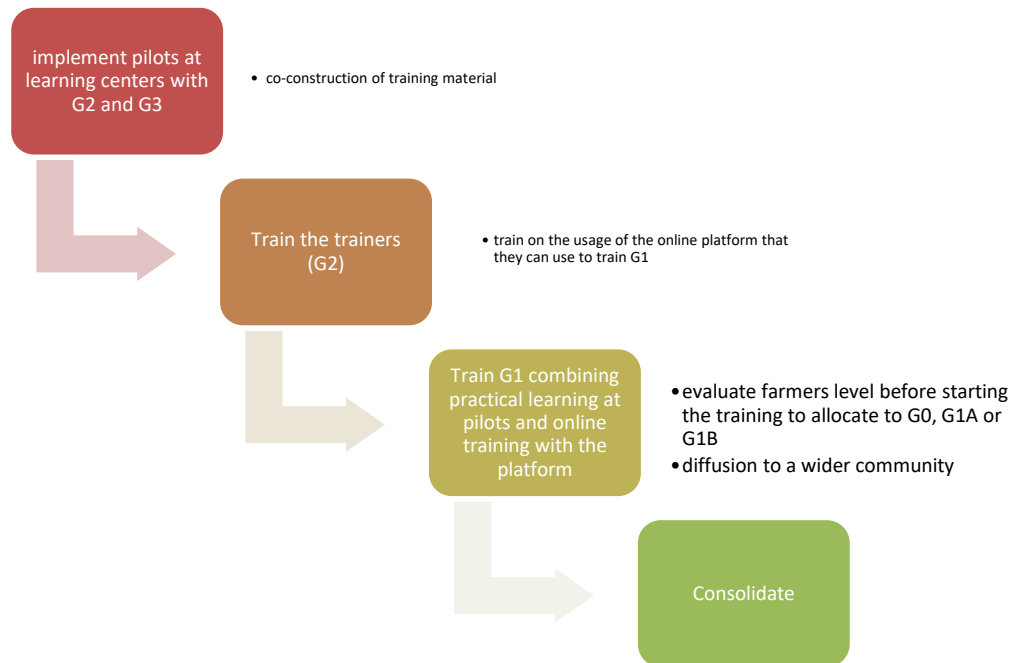 implement pilots at
learning centers with
G2 and G3
• co-construction of training material
Train the trainers
(G2)
• train on the usage of the online platform that
they can use to train G1
Train G1 combining
practical learning at
pilots and online
training with the
platform
•evaluate farmers level before starting
the training to allocate to G0, G1A or
G1B
•diffusion to a wider community
Consolidate